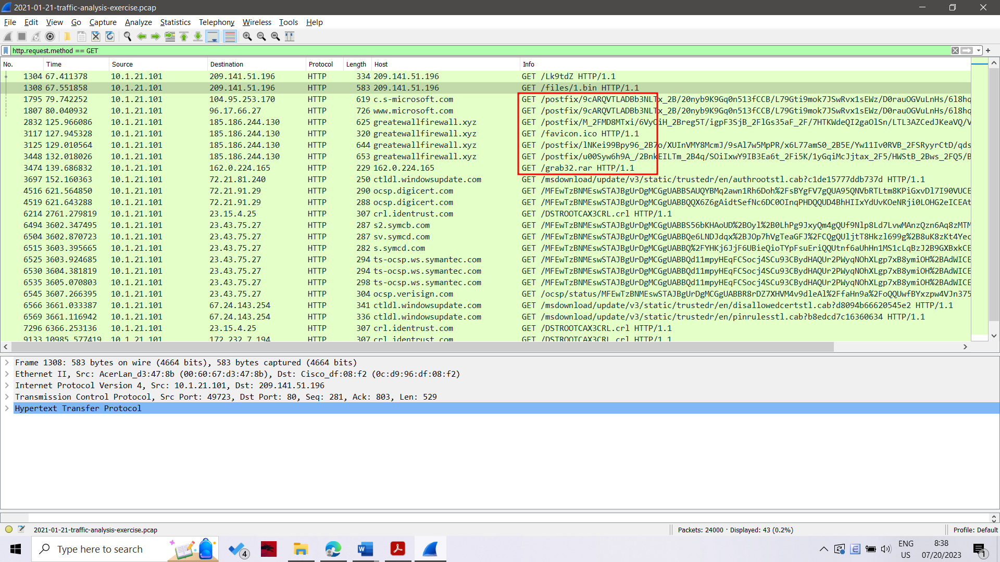 2021-01-21-traffic-analysis-exercise.pcap
File Edit View Go Capture Analyze Statistics Telephony Wireless Tools Help
http.request.method == GET
No. Time Source Destination Protocol Length Host Info
1304 67.411378 10.1.21.101 209.141.51.196 HTTP 334 209.141.51.196 GET /Lk9tdZ HTTP/1.1
1308 67.551858 10.1.21.101 209.141.51.196 HTTP 583 209.141.51.196 GET /files/1.bin HTTP/1.1
1795 79.742252 10.1.21.101 104.95.253.170 HTTP 619 c.s-microsoft.com GET /postfix/9cARQVTLADBb3NLTx_2B/20nyb9K9Gq0n513fCCB/L79Gti9mok7JSwRvx1sEWz/D0rauOGVuLnHs/6l8hq
1807 80.040932 10.1.21.101 96.17.66.27 HTTP 726 www.microsoft.com GET /postfix/9cARQVTLADBb3NLTx_2B/20nyb9K9Gq0n513fCCB/L79Gti9mok7JSwRvx1sEWz/D0rauOGVuLnHs/6l8hq
2832 125.966086 10.1.21.101 185.186.244.130 HTTP 625 greatewallfirewall.xyz GET /postfix/M_2FMD8MTxi/6VyOiH_2Breg5T/igpF3SjB_2FlGs35aF_2F/7HTKWdeQI2gaOlSn/LTL3AZCedJKeaVQ/V
3117 127.945328 10.1.21.101 185.186.244.130 HTTP 320 greatewallfirewall.xyz GET /favicon.ico HTTP/1.1
3125 129.010564 10.1.21.101 185.186.244.130 HTTP 644 greatewallfirewall.xyz GET /postfix/lNKei99Bpy96_2B7o/XUInVMY8McmJ/9sAl7w5MpPR/x6L77amS0_2B5E/Yw11Iv0RVB_2FSRyyrCtD/qds
3448 132.018026 10.1.21.101 185.186.244.130 HTTP 653 greatewallfirewall.xyz GET /postfix/u00Syw6h9A_/2BnkEILTm_2B4q/SOiIxwY9IB3Ea6t_2Fi5K/1yGqiMcJjtax_2F5/HWStB_2Bws_2FQ5/B
3474 139.686832 10.1.21.101 162.0.224.165 HTTP 229 162.0.224.165 GET /grab32.rar HTTP/1.1
3697 152.160363 10.1.21.101 72.21.81.240 HTTP 250 ctldl.windowsupdate.com GET /msdownload/update/v3/static/trustedr/en/authrootstl.cab?c1de15777ddb737d HTTP/1.1
4516 621.564850 10.1.21.101 72.21.91.29 HTTP 290 ocsp.digicert.com GET /MFEwTzBNMEswSTAJBgUrDgMCGgUABBSAUQYBMq2awn1Rh6Doh%2FsBYgFV7gQUA95QNVbRTLtm8KPiGxvDl7I90VUCE
4519 621.643288 10.1.21.101 72.21.91.29 HTTP 288 ocsp.digicert.com GET /MFEwTzBNMEswSTAJBgUrDgMCGgUABBQQX6Z6gAidtSefNc6DC0OInqPHDQQUD4BhHIIxYdUvKOeNRji0LOHG2eICEAt
6214 2761.279819 10.1.21.101 23.15.4.25 HTTP 307 crl.identrust.com GET /DSTROOTCAX3CRL.crl HTTP/1.1
6494 3602.347495 10.1.21.101 23.43.75.27 HTTP 287 s2.symcb.com GET /MFEwTzBNMEswSTAJBgUrDgMCGgUABBS56bKHAoUD%2BOyl%2B0LhPg9JxyQm4gQUf9Nlp8Ld7LvwMAnzQzn6Aq8zMTM
6504 3602.870723 10.1.21.101 23.43.75.27 HTTP 287 sv.symcd.com GET /MFEwTzBNMEswSTAJBgUrDgMCGgUABBQe6LNDJdqx%2BJOp7hVgTeaGFJ%2FCQgQUljtT8Hkzl699g%2B8uK8zKt4Yec
6515 3603.395665 10.1.21.101 23.43.75.27 HTTP 282 s.symcd.com GET /MFEwTzBNMEswSTAJBgUrDgMCGgUABBQ%2FYHKj6JjF6UBieQioTYpFsuEriQQUtnf6aUhHn1MS1cLqBzJ2B9GXBxkCE
6525 3603.924685 10.1.21.101 23.43.75.27 HTTP 294 ts-ocsp.ws.symantec.com GET /MFEwTzBNMEswSTAJBgUrDgMCGgUABBQd11mpyHEqFCSocj4SCu93CBydHAQUr2PWyqNOhXLgp7xB8ymiOH%2BAdWICE
6530 3604.381819 10.1.21.101 23.43.75.27 HTTP 294 ts-ocsp.ws.symantec.com GET /MFEwTzBNMEswSTAJBgUrDgMCGgUABBQd11mpyHEqFCSocj4SCu93CBydHAQUr2PWyqNOhXLgp7xB8ymiOH%2BAdWICE
6535 3605.070803 10.1.21.101 23.43.75.27 HTTP 298 ts-ocsp.ws.symantec.com GET /MFEwTzBNMEswSTAJBgUrDgMCGgUABBQd11mpyHEqFCSocj4SCu93CBydHAQUr2PWyqNOhXLgp7xB8ymiOH%2BAdWICE
6545 3607.266395 10.1.21.101 23.43.75.27 HTTP 304 ocsp.verisign.com GET /ocsp/status/MFEwTzBNMEswSTAJBgUrDgMCGgUABBR8rDZ7XHVM4v9dleAl%2FfaHn9a%2FoQQUwfBYxzpw4VJn375
6566 3661.033387 10.1.21.101 67.24.143.254 HTTP 341 ctldl.windowsupdate.com GET /msdownload/update/v3/static/trustedr/en/disallowedcertstl.cab?d8094b66620545e2 HTTP/1.1
6569 3661.116942 10.1.21.101 67.24.143.254 HTTP 336 ctldl.windowsupdate.com GET /msdownload/update/v3/static/trustedr/en/pinrulesstl.cab?b8edcd7c16360634 HTTP/1.1
7296 6366.253136 10.1.21.101 23.15.4.25 HTTP 307 crl.identrust.com GET /DSTROOTCAX3CRL.crl HTTP/1.1
9133 10985.577419 10.1.21.101 172.232.7.194 HTTP 307 crl.identrust.com GET /DSTROOTCAX3CRL.crl HTTP/1.1
Frame 1308: 583 bytes on wire (4664 bits), 583 bytes captured (4664 bits)
Ethernet II, Src: AcerLan_d3:47:8b (00:60:67:d3:47:8b), Dst: Cisco_df:08:f2 (0c:d9:96:df:08:f2)
Internet Protocol Version 4, Src: 10.1.21.101, Dst: 209.141.51.196
Transmission Control Protocol, Src Port: 49723, Dst Port: 80, Seq: 281, Ack: 803, Len: 529
Hypertext Transfer Protocol
2021-01-21-traffic-analysis-exercise.pcap
Packets: 24000 · Displayed: 43 (0.2%)
Profile: Default
Type here to search
4
ENG
US
8:38
07/20/2023
1